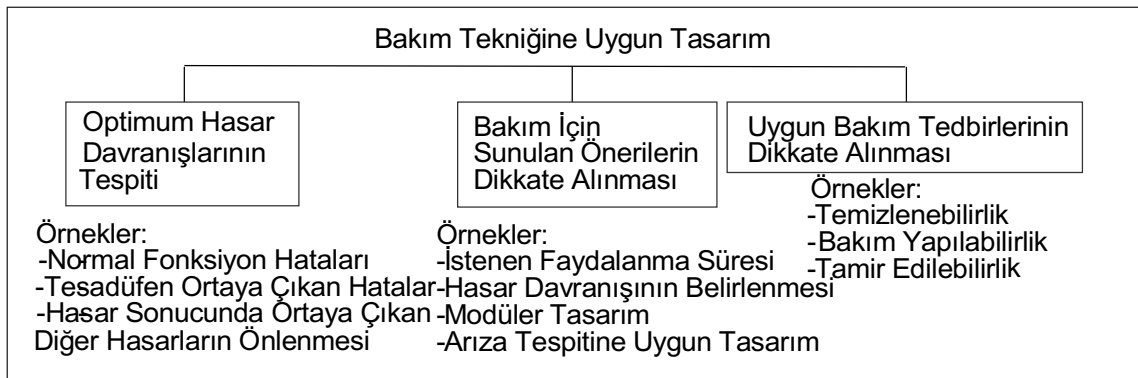 Bakım Tekniğine Uygun Tasarım
Optimum Hasar
Davranışlarının
Tespiti
Örnekler:
-Normal Fonksiyon Hataları
-Tesadüfen Ortaya Çıkan Hatalar
-Hasar Sonucunda Ortaya Çıkan
Diğer Hasarların Önlenmesi
Bakım İçin
Sunulan Önerilerin
Dikkate Alınması
Örnekler:
-İstenen Faydalanma Süresi
-Hasar Davranışının Belirlenmesi
-Modüler Tasarım
-Arıza Tespitine Uygun Tasarım
Uygun Bakım Tedbirlerinin
Dikkate Alınması
Örnekler:
-Temizlenebilirlik
-Bakım Yapılabilirlik
-Tamir Edilebilirlik